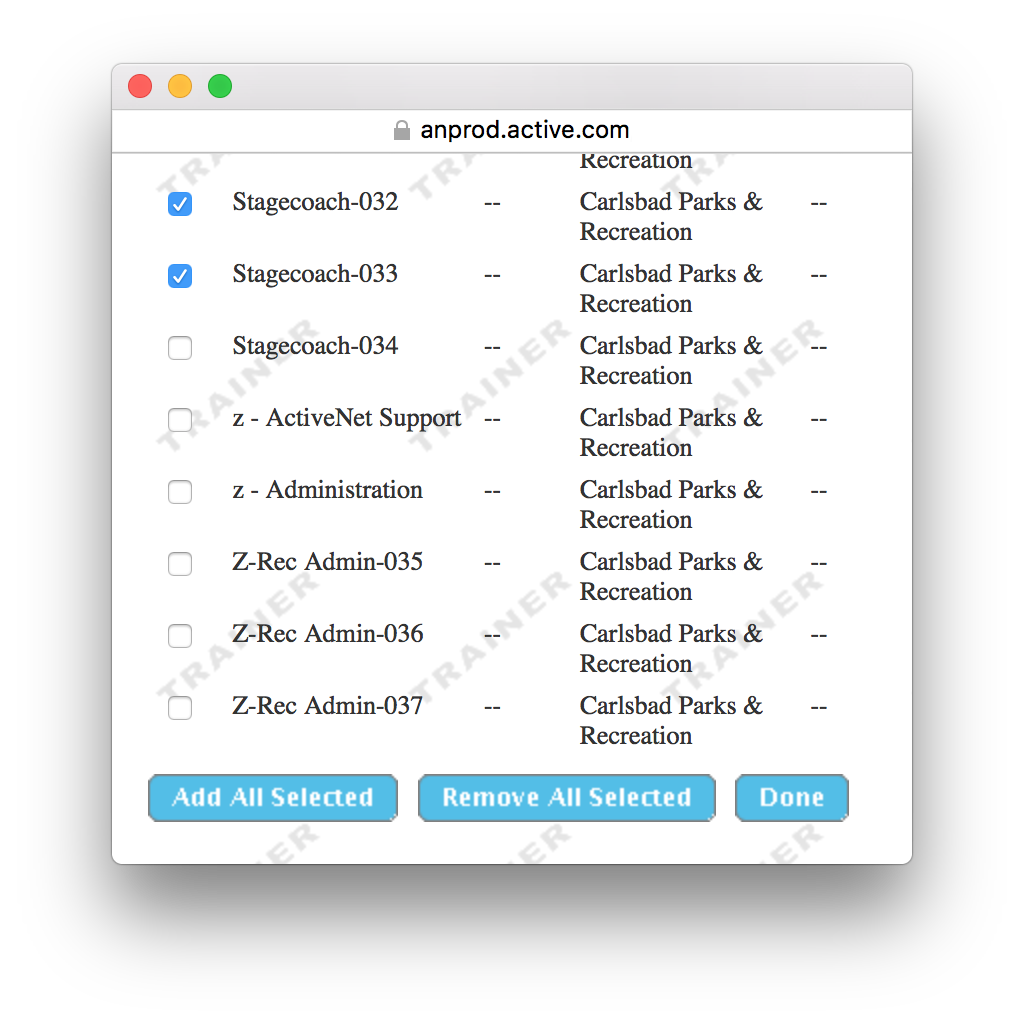 anprod.active.com
Recreation
Stagecoach-032 -- Carlsbad Parks & --
Recreation
Stagecoach-033 -- Carlsbad Parks & --
Recreation
Stagecoach-034 -- Carlsbad Parks & --
Recreation
z - ActiveNet Support -- Carlsbad Parks & --
Recreation
z - Administration -- Carlsbad Parks & --
Recreation
Z-Rec Admin-035 -- Carlsbad Parks & --
Recreation
Z-Rec Admin-036 -- Carlsbad Parks & --
Recreation
Z-Rec Admin-037 -- Carlsbad Parks & --
Recreation
Add All Selected Remove All Selected Done
TRAINER TRAINER TRAINER
TRAINER TRAINER TRAINER